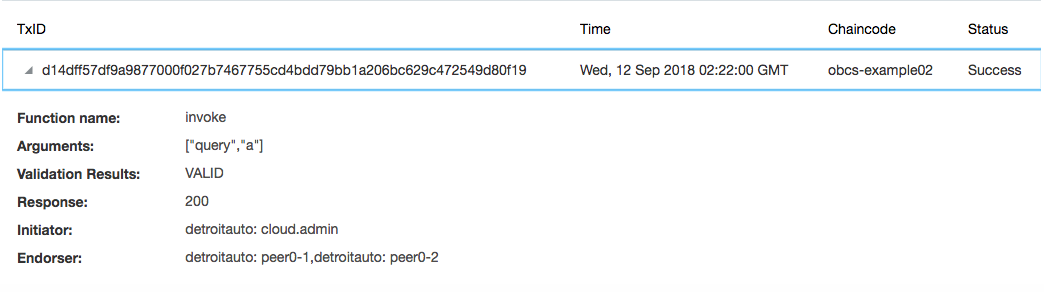 TxID Time Chaincode Status
d14dff57df9a9877000f027b7467755cd4bdd79bb1a206bc629c472549d80f19 Wed, 12 Sep 2018 02:22:00 GMT obcs-example02 Success
Function name: invoke
Arguments: ["query","a"]
Validation Results: VALID
Response: 200
Initiator: detroitauto: cloud.admin
Endorser: detroitauto: peer0-1,detroitauto: peer0-2